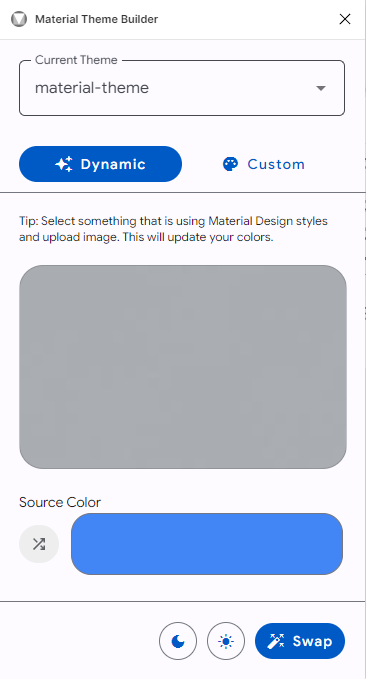 Material Theme Builder
Current Theme
material-theme
Dynamic
Custom
Tip: Select something that is using Material Design styles
and upload image. This will update your colors.
Source Color
Swap